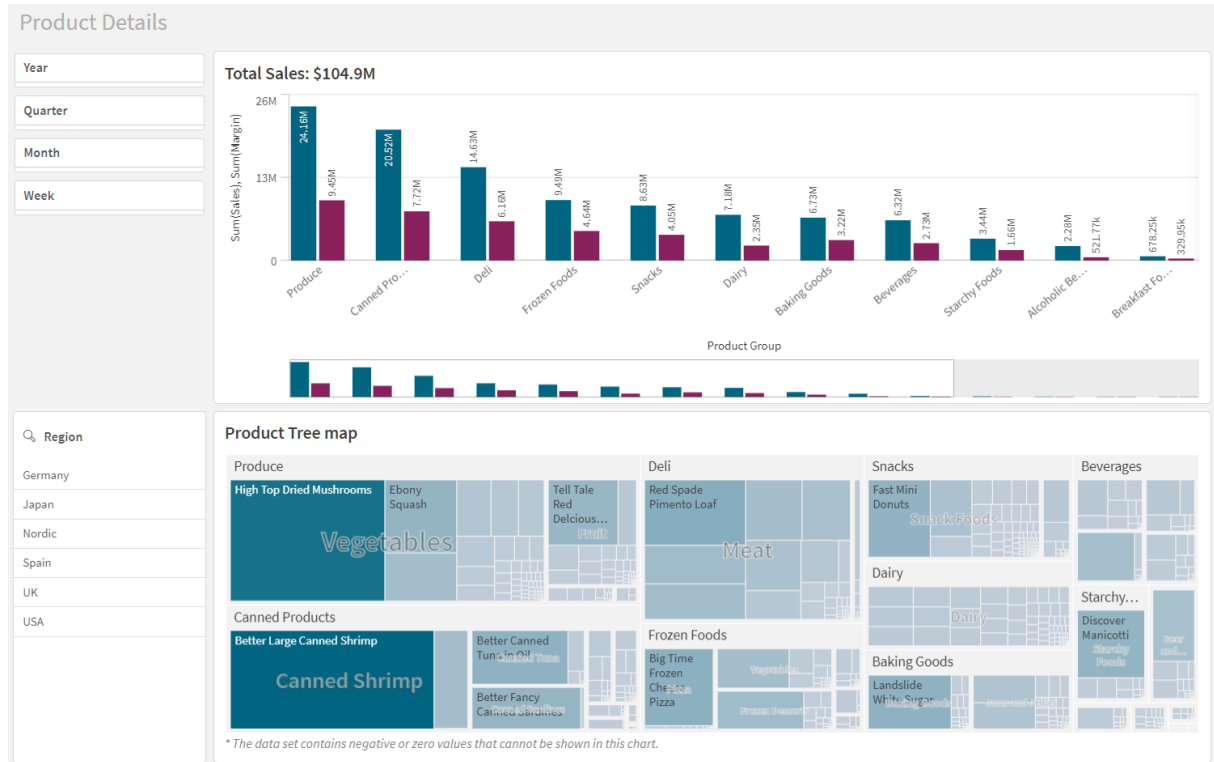 Product Details
Year
Quarter
Month
Week
Total Sales: $104.9M
Sum(Sales), Sum(Margin)
26M
13M
0
24.16M
9.45M
20.52M
7.72M
14.63M
6.16M
9.49M
4.64M
8.63M
4.05M
7.18M
2.35M
6.73M
3.22M
6.32M
2.73M
3.44M
1.66M
2.28M
521.77k
678.25k
329.95k
Produce
Canned Pro...
Deli
Frozen Foods
Snacks
Dairy
Baking Goods
Beverages
Starchy Foods
Alcoholic Be...
Breakfast Fo...
Product Group
Region
Germany
Japan
Nordic
Spain
UK
USA
Product Tree map
Produce
High Top Dried Mushrooms
Ebony
Squash
Vegetables
Tell Tale
Red
Delcious...
Fruit
Canned Products
Better Large Canned Shrimp
Canned Shrimp
Better Canned
Tuna in Oil
Canned Tuna
Better Fancy
Canned Sardines
Deli
Red Spade
Pimento Loaf
Meat
Frozen Foods
Big Time
Frozen
Cheese
Pizza
Vegetables
Frozen Desserts
Snacks
Fast Mini
Donuts
Snack Foods
Dairy
Dairy
Baking Goods
Landslide
White Sugar
Beverages
Starchy...
Discover
Manicotti
Starchy
Foods
Beer
and...
* The data set contains negative or zero values that cannot be shown in this chart.